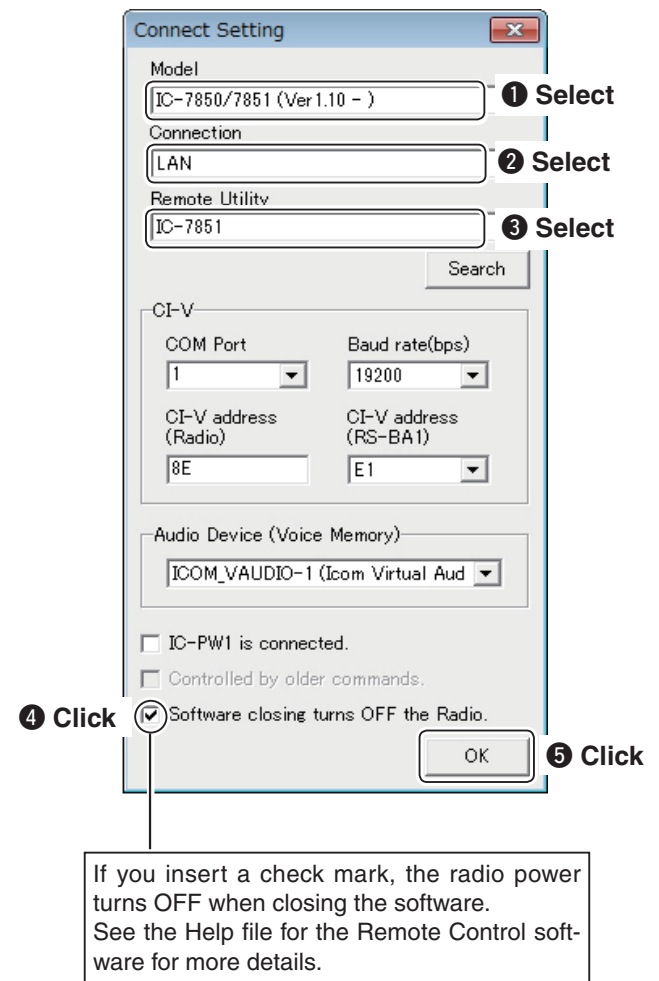 Connect Setting
Model
IC-7850/7851 (Ver1.10 - )
❶ Select
Connection
LAN
❷ Select
Remote Utility
IC-7851
❸ Select
Search
CI-V
COM Port
Baud rate(bps)
1
19200
CI-V address
(Radio)
CI-V address
(RS-BA1)
8E
E1
Audio Device (Voice Memory)
ICOM_VAUDIO-1 (Icom Virtual Aud
IC-PW1 is connected.
Controlled by older commands.
❹ Click
Software closing turns OFF the Radio.
OK
❺ Click
If you insert a check mark, the radio power
turns OFF when closing the software.
See the Help file for the Remote Control soft-
ware for more details.